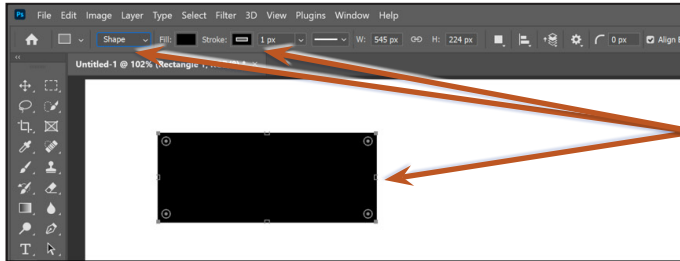 Ps File Edit Image Layer Type Select Filter 3D View Plugins Window Help
Shape Fill: Stroke: 1 px W: 545 px H: 224 px 0 px Align
Untitled-1 @ 102% (Rectangle 1,
T